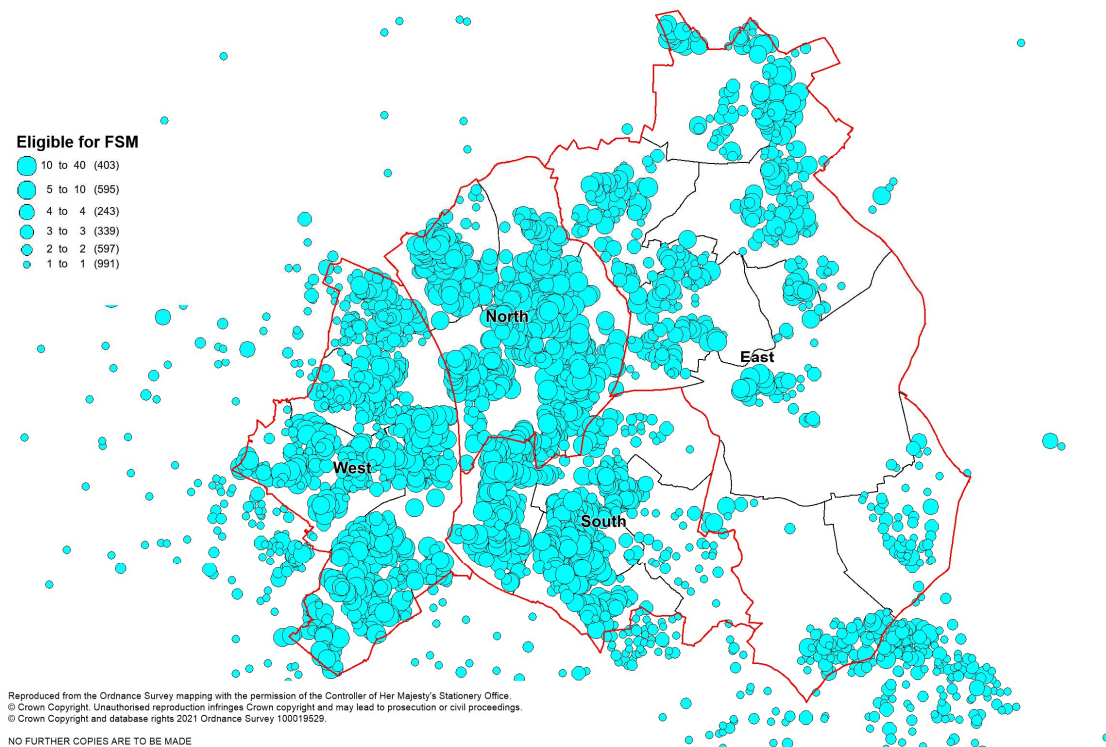 Eligible for FSM
10 to 40 (403)
5 to 10 (595)
4 to 4 (243)
3 to 3 (339)
2 to 2 (597)
1 to 1 (991)
North
East
West
South
Reproduced from the Ordnance Survey mapping with the permission of the Controller of Her Majesty's Stationery Office.
© Crown Copyright. Unauthorised reproduction infringes Crown copyright and may lead to prosecution or civil proceedings.
© Crown Copyright and database rights 2021 Ordnance Survey 100019529.
NO FURTHER COPIES ARE TO BE MADE